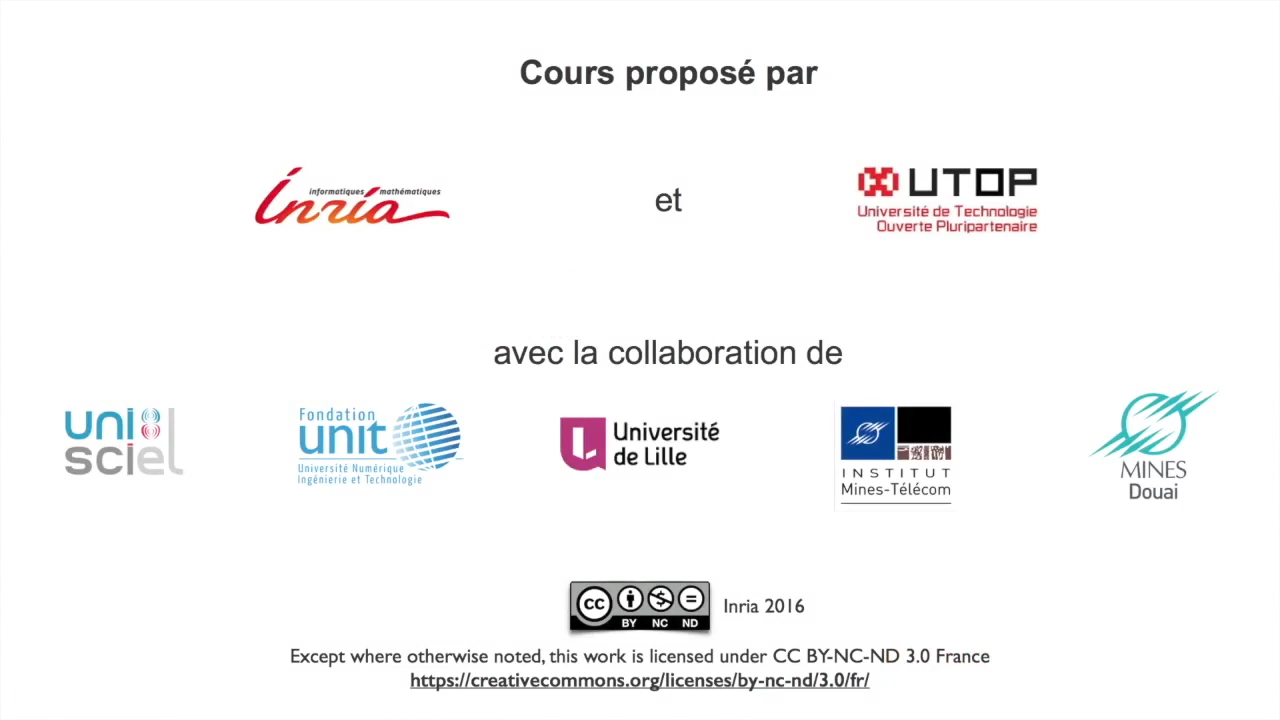 Cours proposé par
informatiques mathématiques
Inria
et
UTOP
Université de Technologie
Ouverte Pluripartenaire
avec la collaboration de
uni
sciel
Fondation
unit
Université Numérique
Ingénierie et Technologie
Université
de Lille
INSTITUT
Mines-Télécom
MINES
Douai
cc
BY NC ND
Inria 2016
Except where otherwise noted, this work is licensed under CC BY-NC-ND 3.0 France
https://creativecommons.org/licenses/by-nc-nd/3.0/fr/